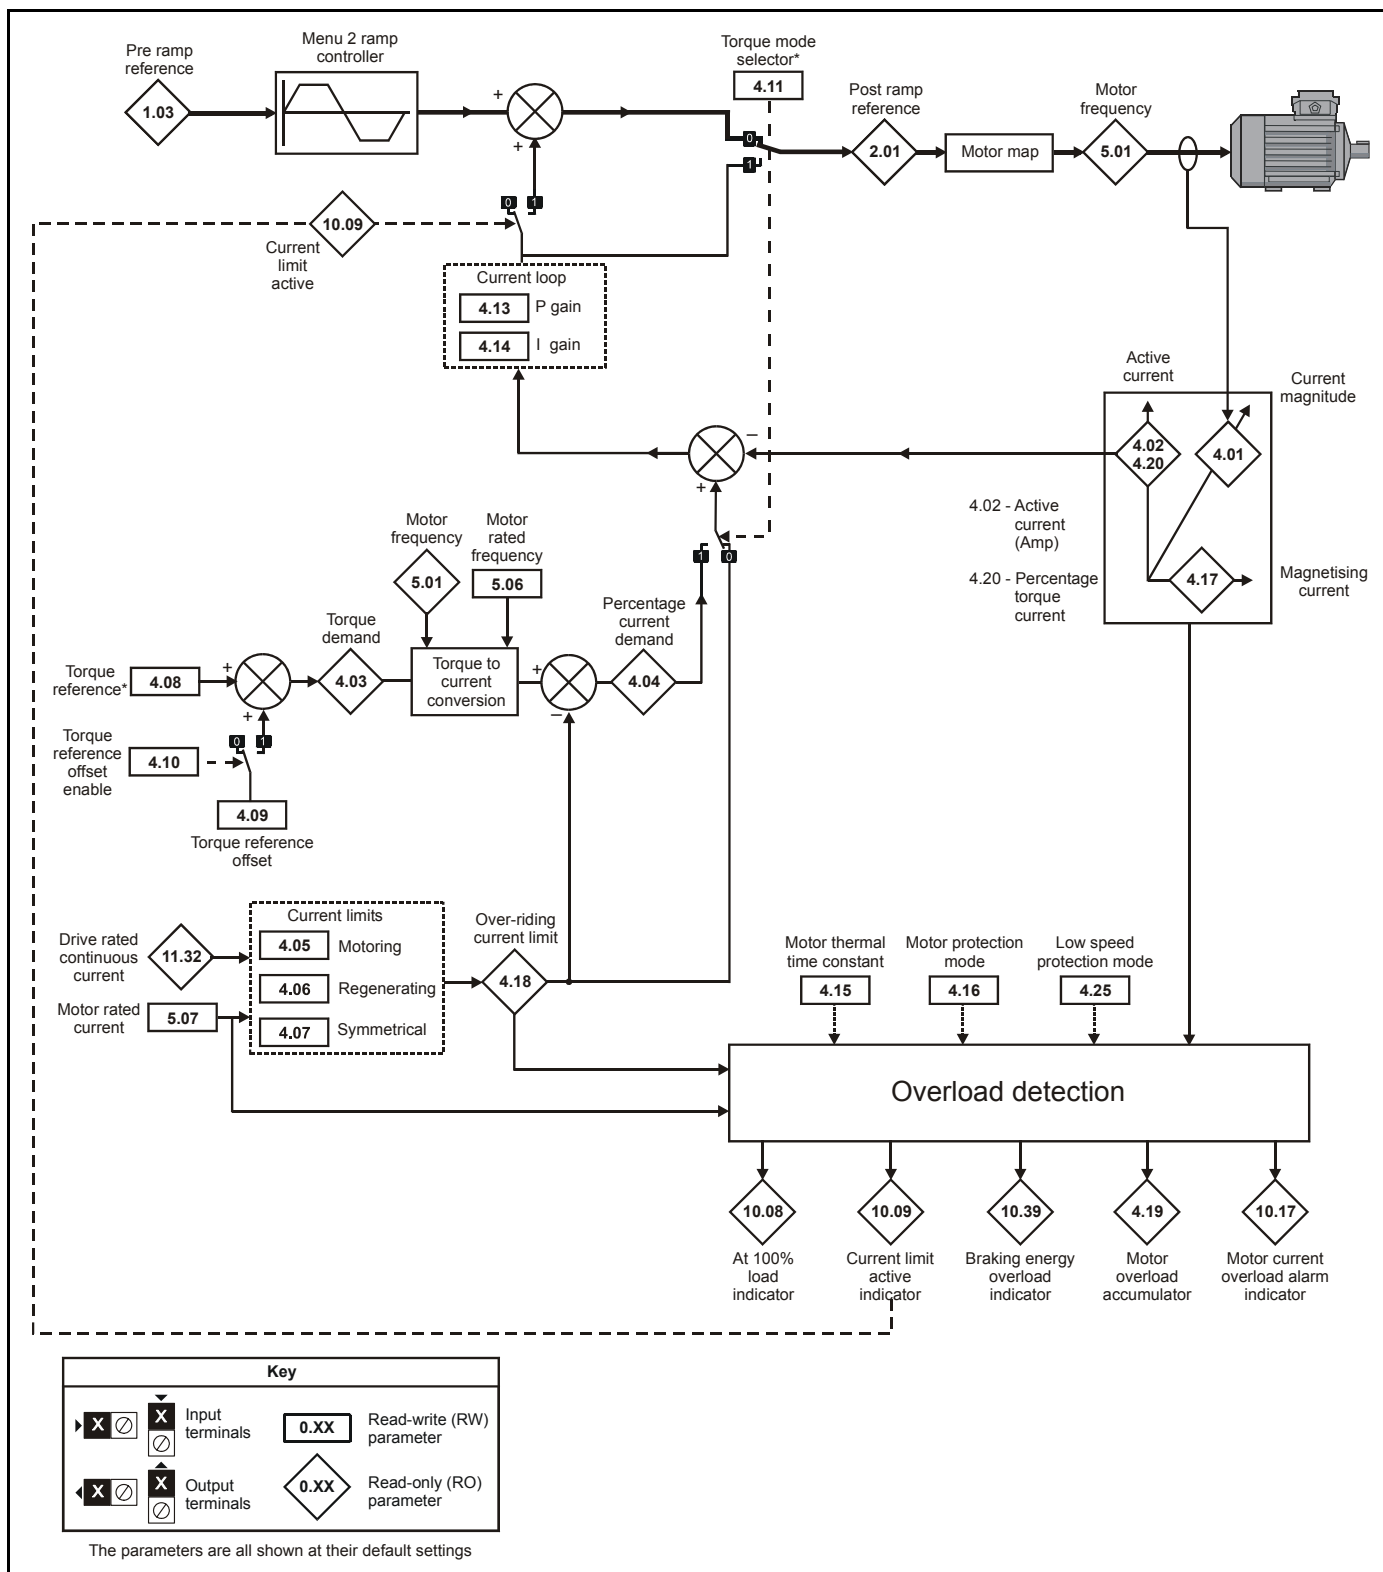 Pre ramp
reference
1.03
Menu 2 ramp
controller
+
+
Torque mode
selector*
4.11
0
1
Post ramp
reference
2.01
Motor map
Motor
frequency
5.01
10.09
Current
limit
active
0
1
Current loop
4.13
P gain
4.14
I gain
Active
current
Current
magnitude
4.02
4.20
4.01
4.17
Magnetising
current
4.02 - Active
current
(Amp)
4.20 - Percentage
torque
current
–
+
1
0
Motor
frequency
5.01
Motor
rated
frequency
5.06
Torque
reference*
4.08
+
+
Torque
demand
4.03
Torque to
current
conversion
+
–
Percentage
current
demand
4.04
Torque
reference
offset
enable
4.10
0
1
4.09
Torque reference
offset
Drive rated
continuous
current
11.32
Motor rated
current
5.07
Current limits
4.05
Motoring
4.06
Regenerating
4.07
Symmetrical
Over-riding
current limit
4.18
Motor thermal
time constant
4.15
Motor protection
mode
4.16
Low speed
protection mode
4.25
Overload detection
10.08
At 100%
load
indicator
10.09
Current limit
active
indicator
10.39
Braking energy
overload
indicator
4.19
Motor
overload
accumulator
10.17
Motor current
overload alarm
indicator
Key
X
X
Input
terminals
0.XX
Read-write (RW)
parameter
X
X
Output
terminals
0.XX
Read-only (RO)
parameter
The parameters are all shown at their default settings